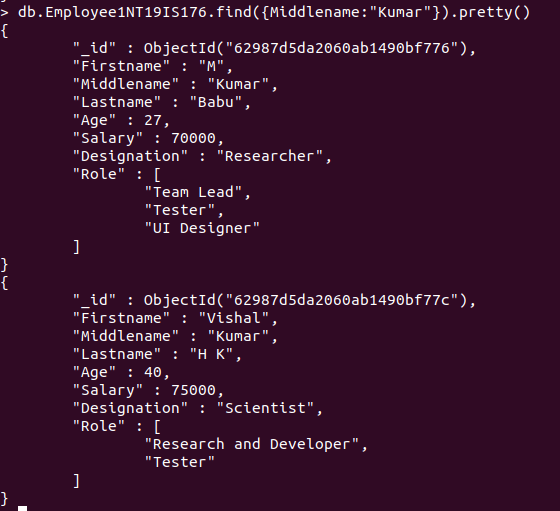 > db.Employee1NT19IS176.find({Middlename:"Kumar"}).pretty()
{
        "_id" : ObjectId("62987d5da2060ab1490bf776"),
        "Firstname" : "M",
        "Middlename" : "Kumar",
        "Lastname" : "Babu",
        "Age" : 27,
        "Salary" : 70000,
        "Designation" : "Researcher",
        "Role" : [
                "Team Lead",
                "Tester",
                "UI Designer"
        ]
}
{
        "_id" : ObjectId("62987d5da2060ab1490bf77c"),
        "Firstname" : "Vishal",
        "Middlename" : "Kumar",
        "Lastname" : "H K",
        "Age" : 40,
        "Salary" : 75000,
        "Designation" : "Scientist",
        "Role" : [
                "Research and Developer",
                "Tester"
        ]
}